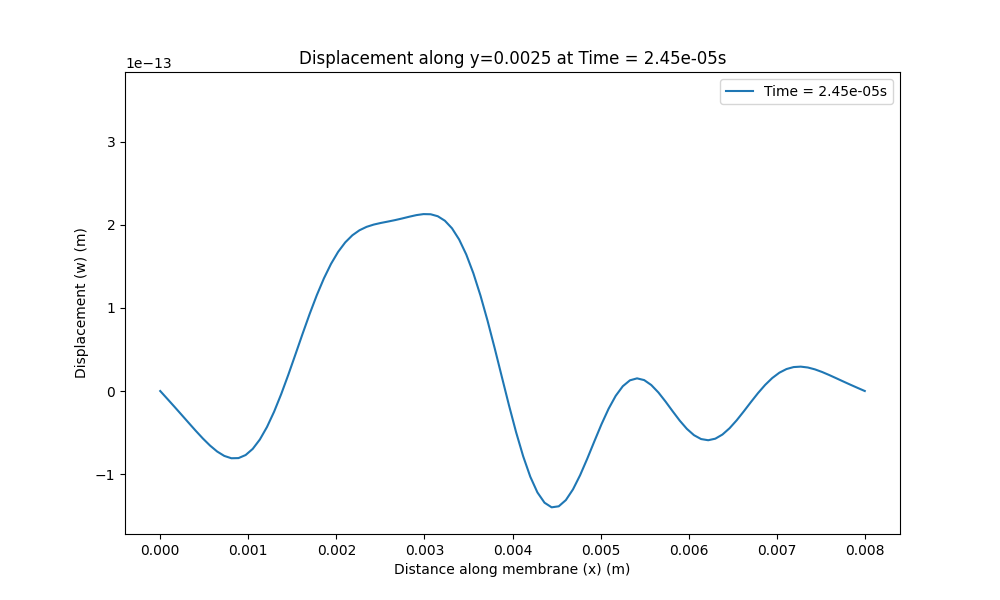 Displacement along y=0.0025 at Time = 2.45e-05s
1e−13
Time = 2.45e-05s
3
2
1
0
−1
Displacement (w) (m)
0.000 0.001 0.002 0.003 0.004 0.005 0.006 0.007 0.008
Distance along membrane (x) (m)